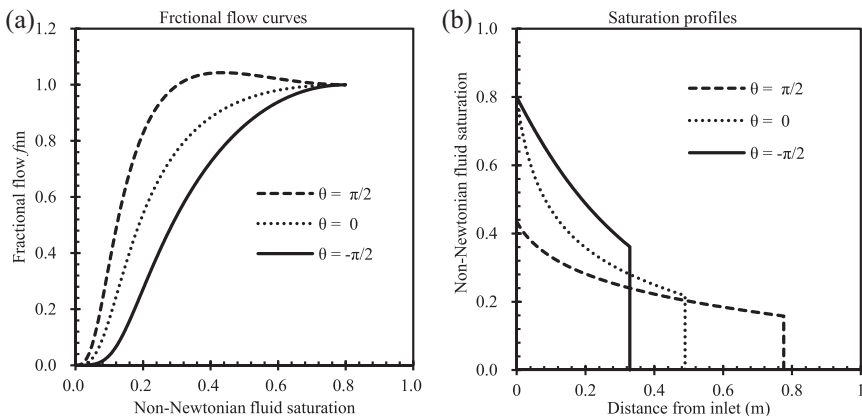 (a)
Frctional flow curves
Fractional flow fnn
1.2
1.0
0.8
0.6
0.4
0.2
0.0
θ = π/2
θ = 0
θ = -π/2
0.0 0.2 0.4 0.6 0.8 1.0
Non-Newtonian fluid saturation
(b)
Saturation profiles
Non-Newtonian fluid saturation
1.0
0.8
0.6
0.4
0.2
0.0
θ = π/2
θ = 0
θ = -π/2
0 0.2 0.4 0.6 0.8 1
Distance from inlet (m)